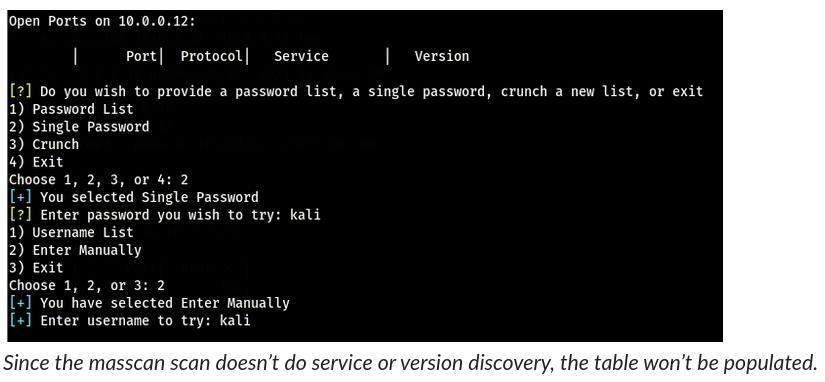 Open Ports on 10.0.0.12:
| Port| Protocol| Service | Version
[?] Do you wish to provide a password list, a single password, crunch a new list, or exit
1) Password List
2) Single Password
3) Crunch
4) Exit
Choose 1, 2, 3, or 4: 2
[+] You selected Single Password
[?] Enter password you wish to try: kali
1) Username List
2) Enter Manually
3) Exit
Choose 1, 2, or 3: 2
[+] You have selected Enter Manually
[+] Enter username to try: kali
Since the masscan scan doesn’t do service or version discovery, the table won’t be populated.